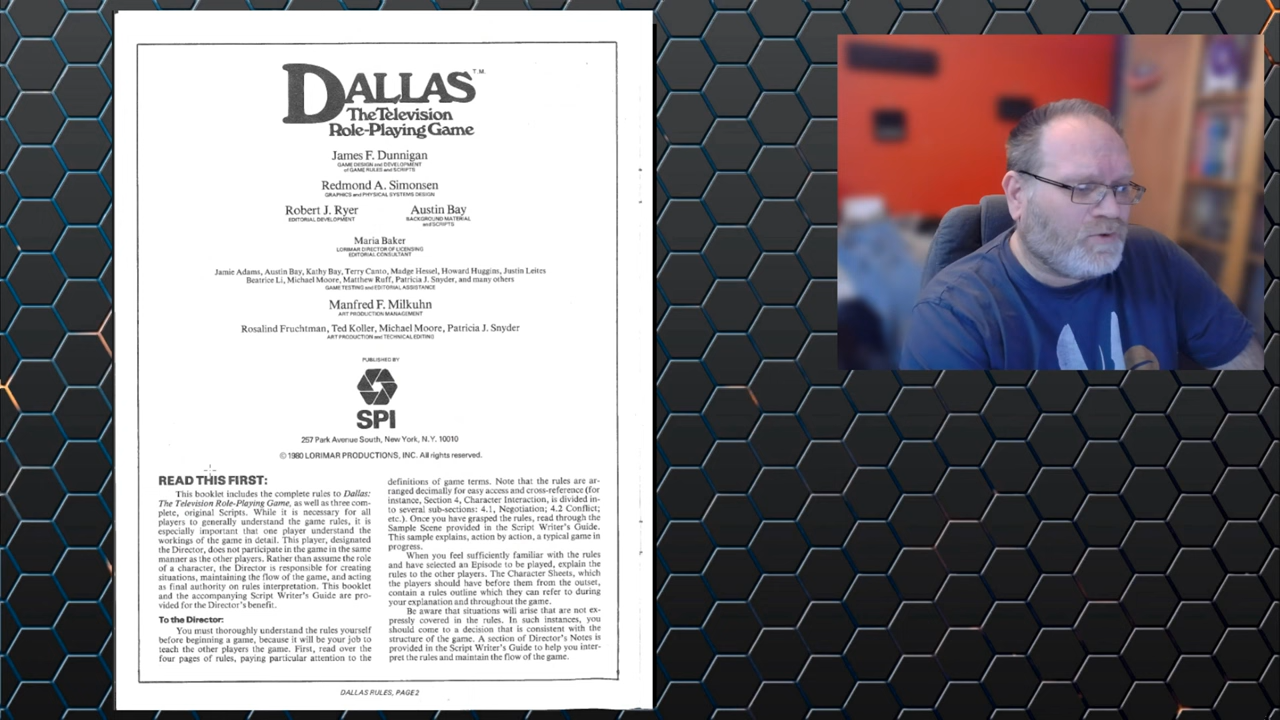 DALLAS T.M.
The Television
Role-Playing Game
James F. Dunnigan
GAME DESIGN and DEVELOPMENT
of GAME RULES and SCRIPTS
Redmond A. Simonsen
GRAPHICS and PHYSICAL SYSTEMS DESIGN
Robert J. Ryer
EDITORIAL DEVELOPMENT
Austin Bay
BACKGROUND MATERIAL
and SCRIPTS
Maria Baker
LORIMAR DIRECTOR OF LICENSING
EDITORIAL CONSULTANT
Jamie Adams, Austin Bay, Kathy Bay, Terry Canto, Madge Hessel, Howard Huggins, Justin Leites
Beatrice Li, Michael Moore, Matthew Ruff, Patricia J. Snyder, and many others
GAME TESTING and EDITORIAL ASSISTANCE
Manfred F. Milkuhn
ART PRODUCTION MANAGEMENT
Rosalind Fruchtman, Ted Koller, Michael Moore, Patricia J. Snyder
ART PRODUCTION and TECHNICAL EDITING
PUBLISHED BY
SPI
257 Park Avenue South, New York, N.Y. 10010
© 1980 LORIMAR PRODUCTIONS, INC. All rights reserved.
READ THIS FIRST:
This booklet includes the complete rules to Dallas:
The Television Role-Playing Game, as well as three com-
plete, original Scripts. While it is necessary for all
players to generally understand the game rules, it is
especially important that one player understand the
workings of the game in detail. This player, designated
the Director, does not participate in the game in the same
manner as the other players. Rather than assume the role
of a character, the Director is responsible for creating
situations, maintaining the flow of the game, and acting
as final authority on rules interpretation. This booklet
and the accompanying Script Writer's Guide are pro-
vided for the Director's benefit.
To the Director:
You must thoroughly understand the rules yourself
before beginning a game, because it will be your job to
teach the other players the game. First, read over the
four pages of rules, paying particular attention to the
definitions of game terms. Note that the rules are ar-
ranged decimally for easy access and cross-reference (for
instance, Section 4, Character Interaction, is divided in-
to several sub-sections: 4.1, Negotiation; 4.2 Conflict;
etc.). Once you have grasped the rules, read through the
Sample Scene provided in the Script Writer's Guide.
This sample explains, action by action, a typical game in
progress.
When you feel sufficiently familiar with the rules
and have selected an Episode to be played, explain the
rules to the other players. The Character Sheets, which
the players should have before them from the outset,
contain a rules outline which they can refer to during
your explanation and throughout the game.
Be aware that situations will arise that are not ex-
pressly covered in the rules. In such instances, you
should come to a decision that is consistent with the
structure of the game. A section of Director's Notes is
provided in the Script Writer's Guide to help you inter-
pret the rules and maintain the flow of the game.
DALLAS RULES, PAGE 2